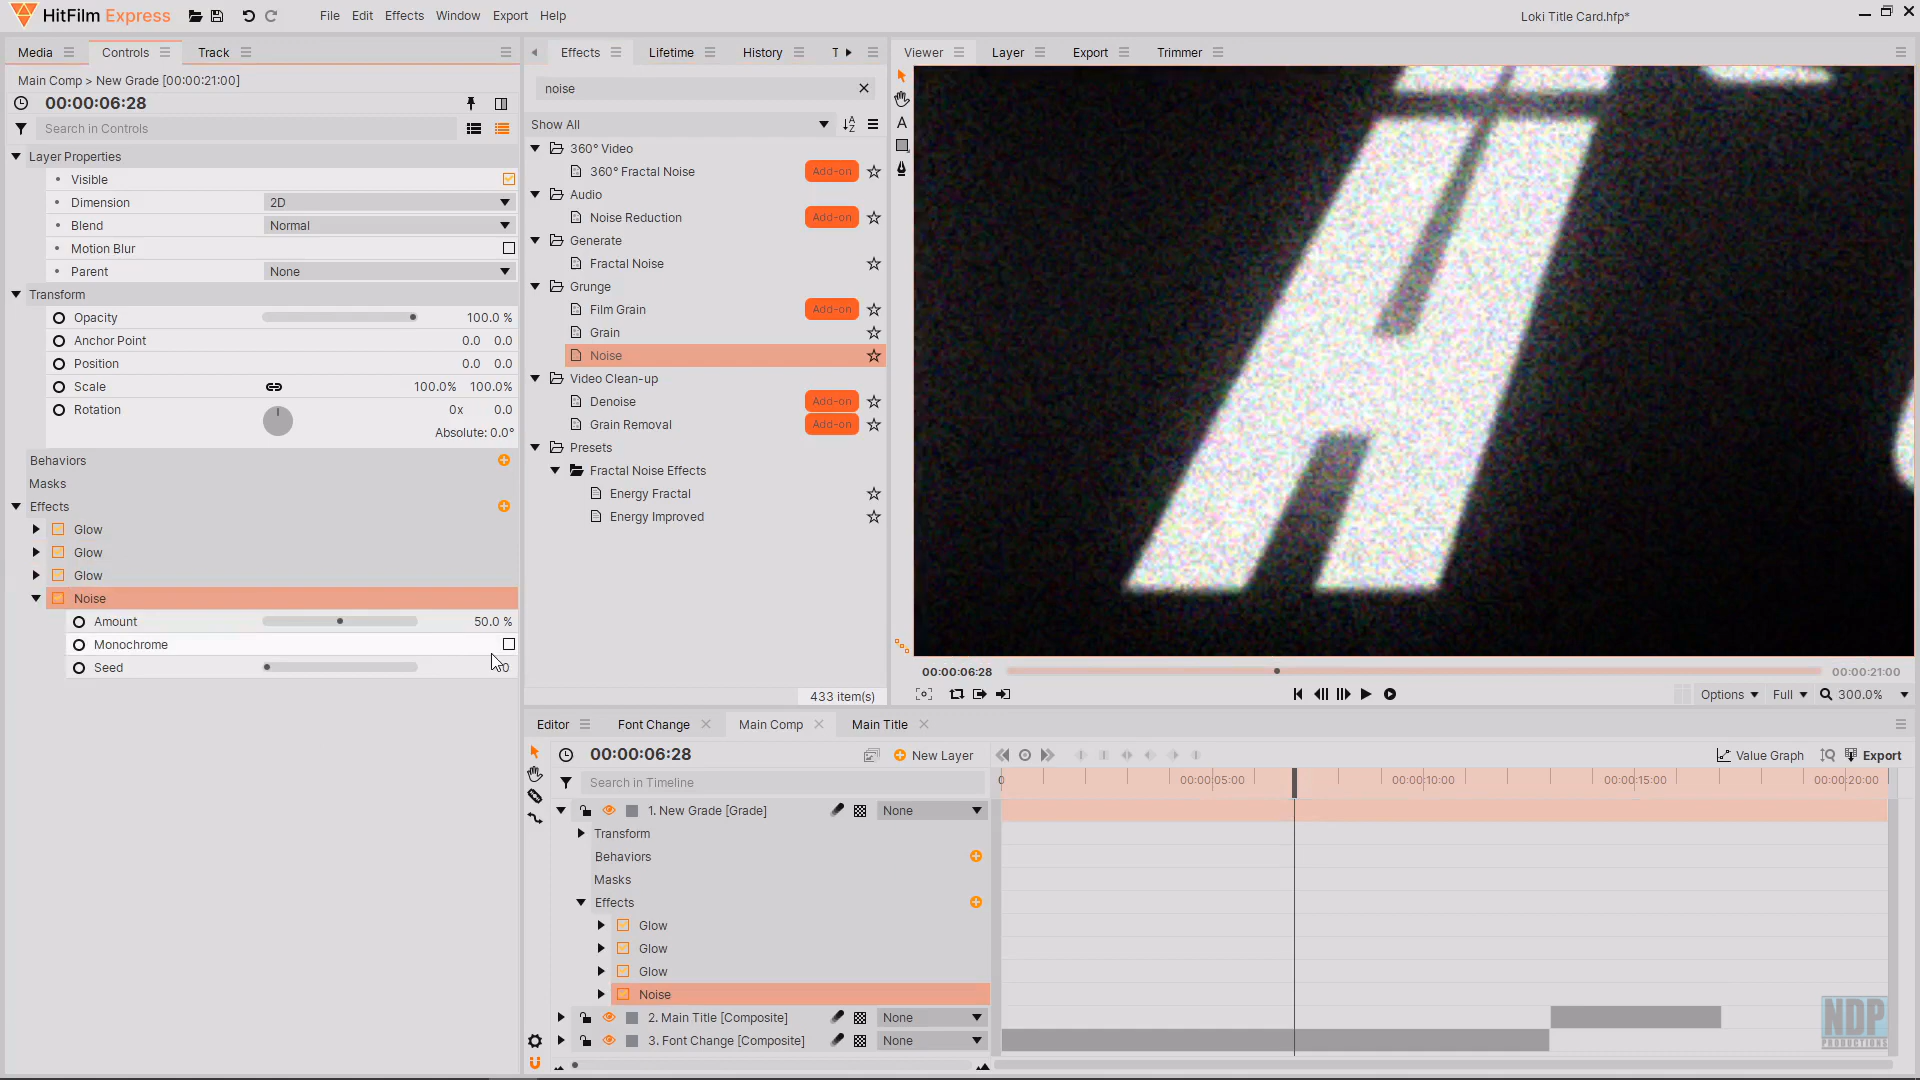 HitFilm Express
File Edit Effects Window Export Help
Loki Title Card.hfp*
Media Controls Track
Main Comp > New Grade [00:00:21:00]
00:00:06:28
Search in Controls
Layer Properties
Visible
Dimension 2D
Blend Normal
Motion Blur
Parent None
Transform
Opacity 100.0 %
Anchor Point 0.0 0.0
Position 0.0 0.0
Scale 100.0% 100.0%
Rotation 0x 0.0
Absolute: 0.0°
Behaviors
Masks
Effects
Glow
Glow
Glow
Noise
Amount 50.0 %
Monochrome
Seed 0
Effects Lifetime History T
noise
Show All
360° Video
360° Fractal Noise Add-on
Audio
Noise Reduction Add-on
Generate
Fractal Noise
Grunge
Film Grain Add-on
Grain
Noise
Video Clean-up
Denoise Add-on
Grain Removal Add-on
Presets
Fractal Noise Effects
Energy Fractal
Energy Improved
433 item(s)
Viewer Layer Export Trimmer
A
00:00:06:28 00:00:21:00
Options Full 300.0%
Editor Font Change Main Comp Main Title
00:00:06:28 New Layer Value Graph Export
Search in Timeline
0 00:00:05:00 00:00:10:00 00:00:15:00 00:00:20:00
1. New Grade [Grade] None
Transform
Behaviors
Masks
Effects
Glow
Glow
Glow
Noise
2. Main Title [Composite] None
3. Font Change [Composite] None
NDP
PRODUCTIONS